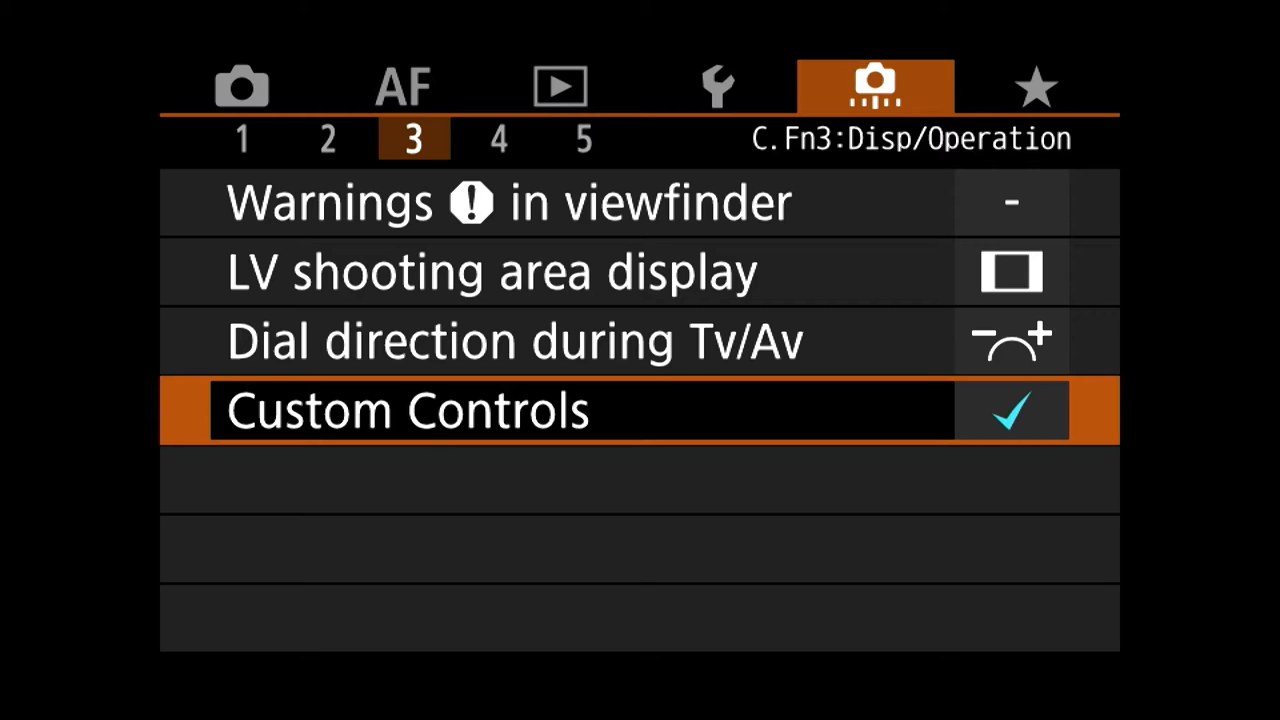 AF
1 2 3 4 5 C.Fn3:Disp/Operation
Warnings ! in viewfinder -
LV shooting area display
Dial direction during Tv/Av - +
Custom Controls